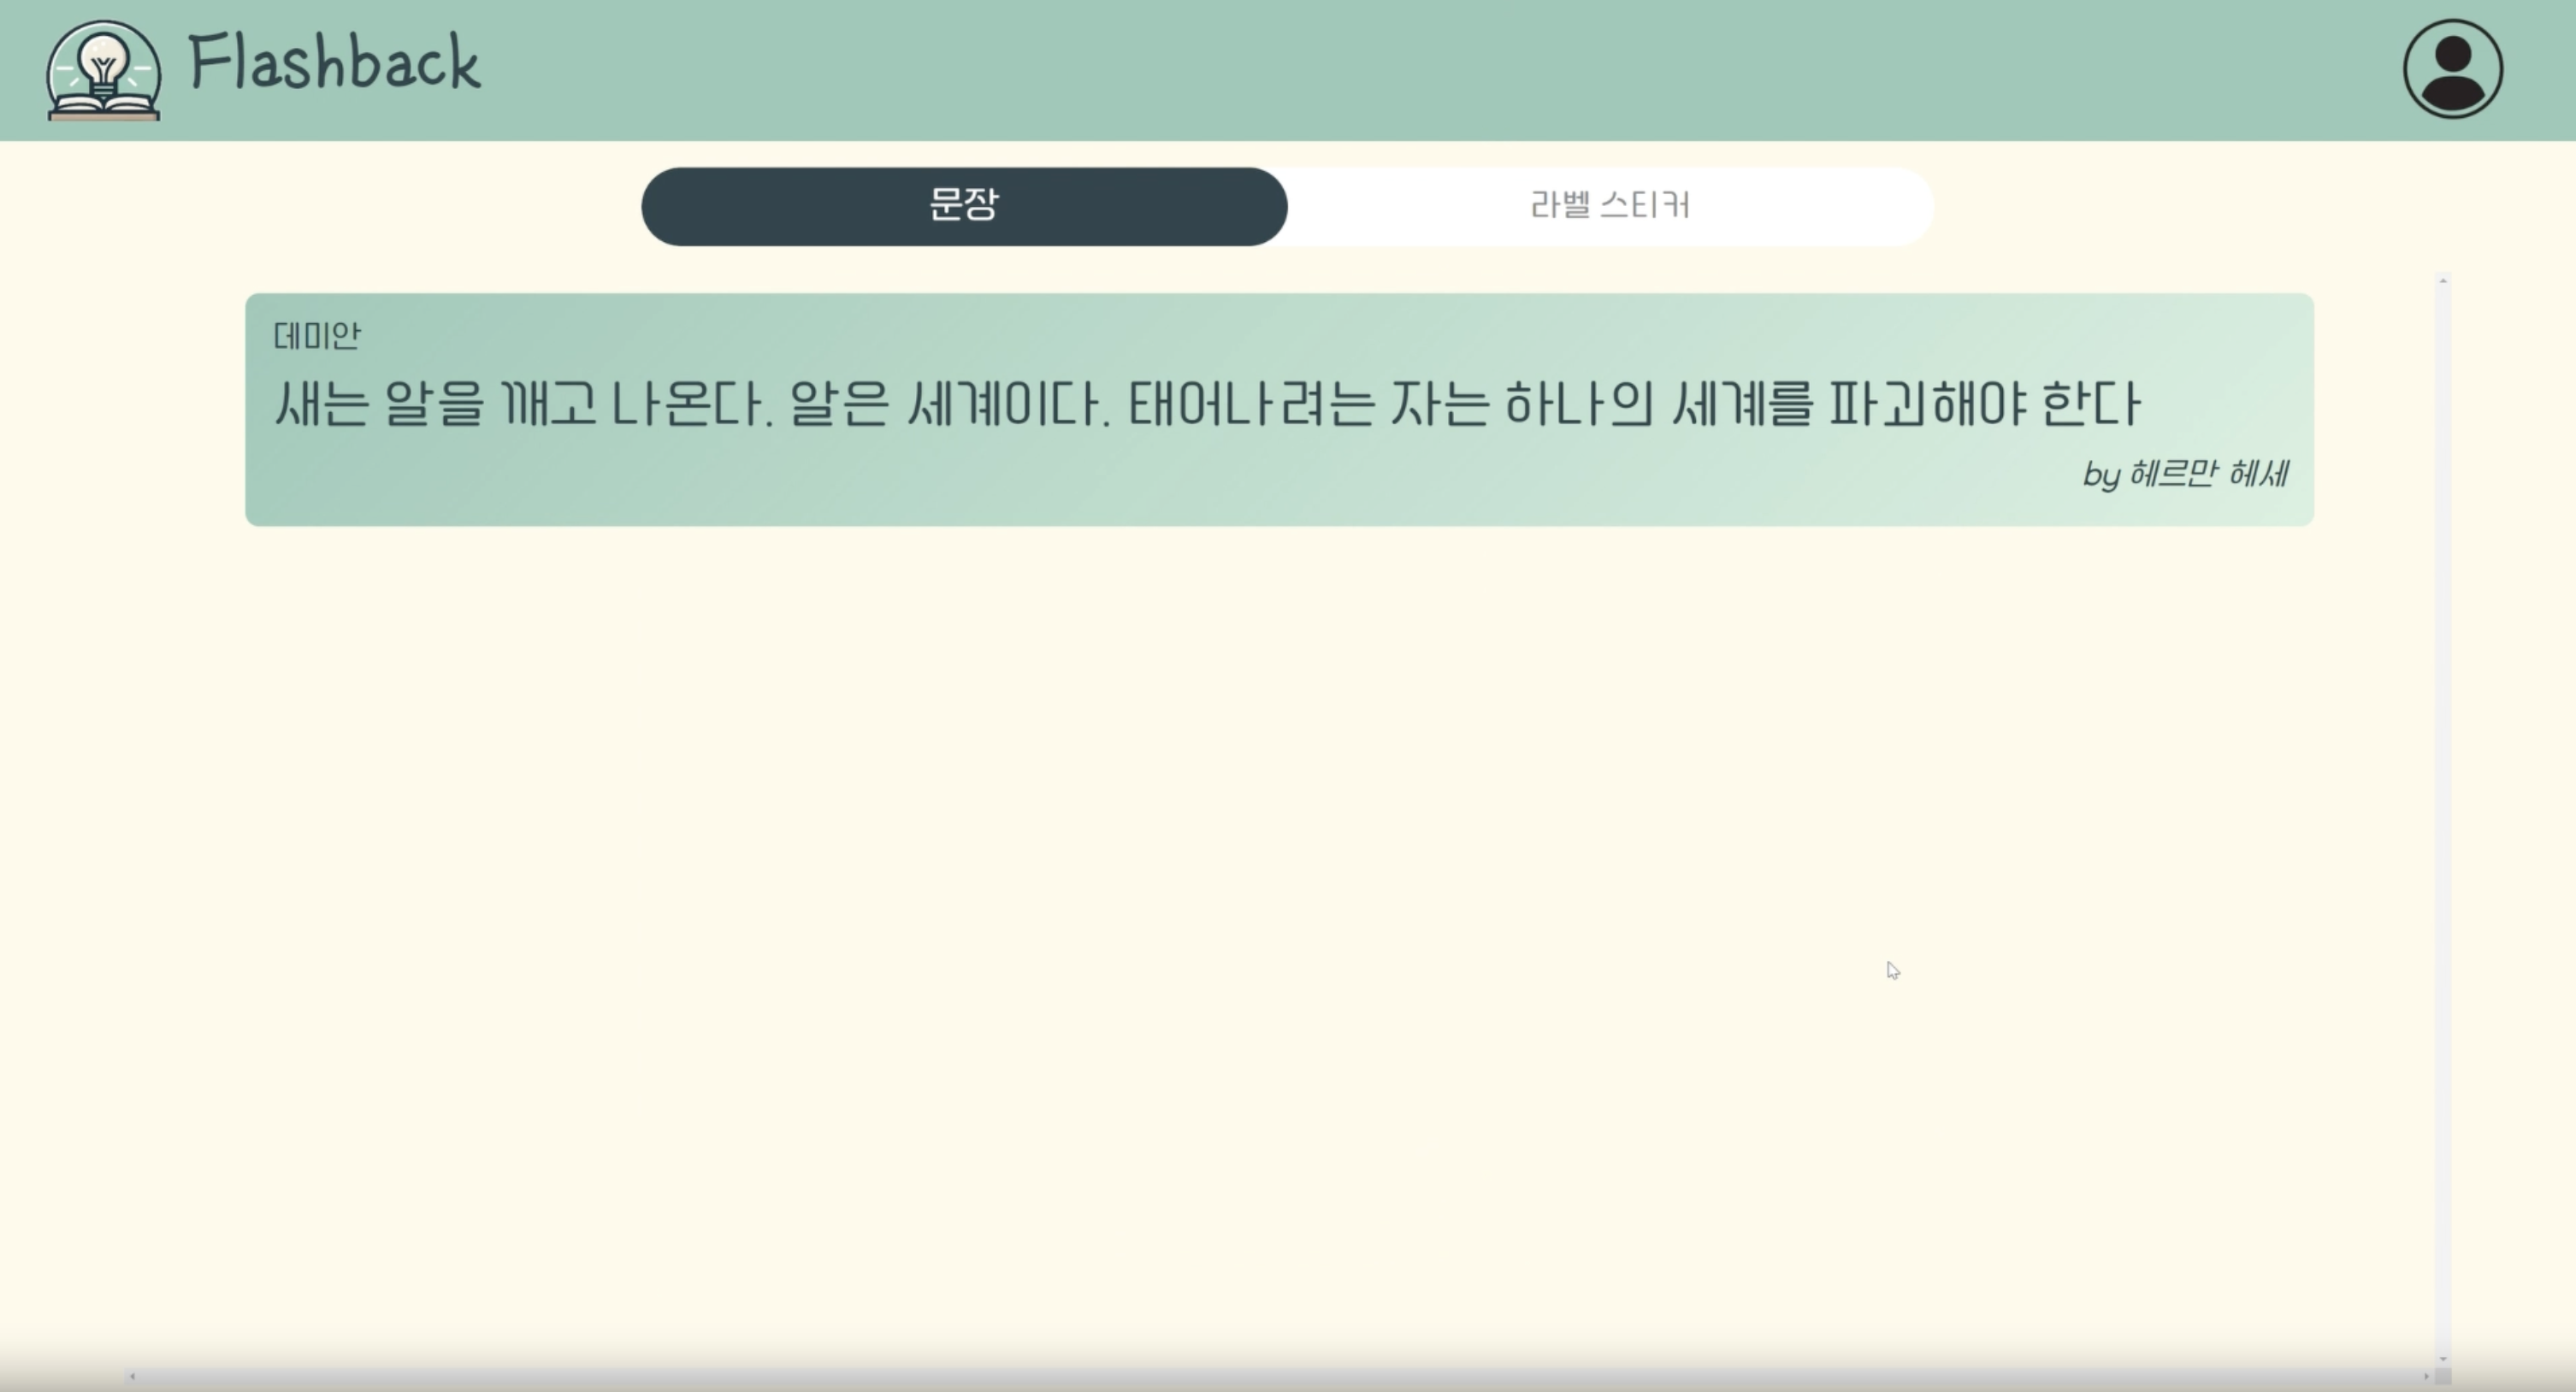 Flashback
문장
라벨 스티커
데미안
새는 알을 깨고 나온다. 알은 세계이다. 태어나려는 자는 하나의 세계를 파괴해야 한다
by 헤르만 헤세